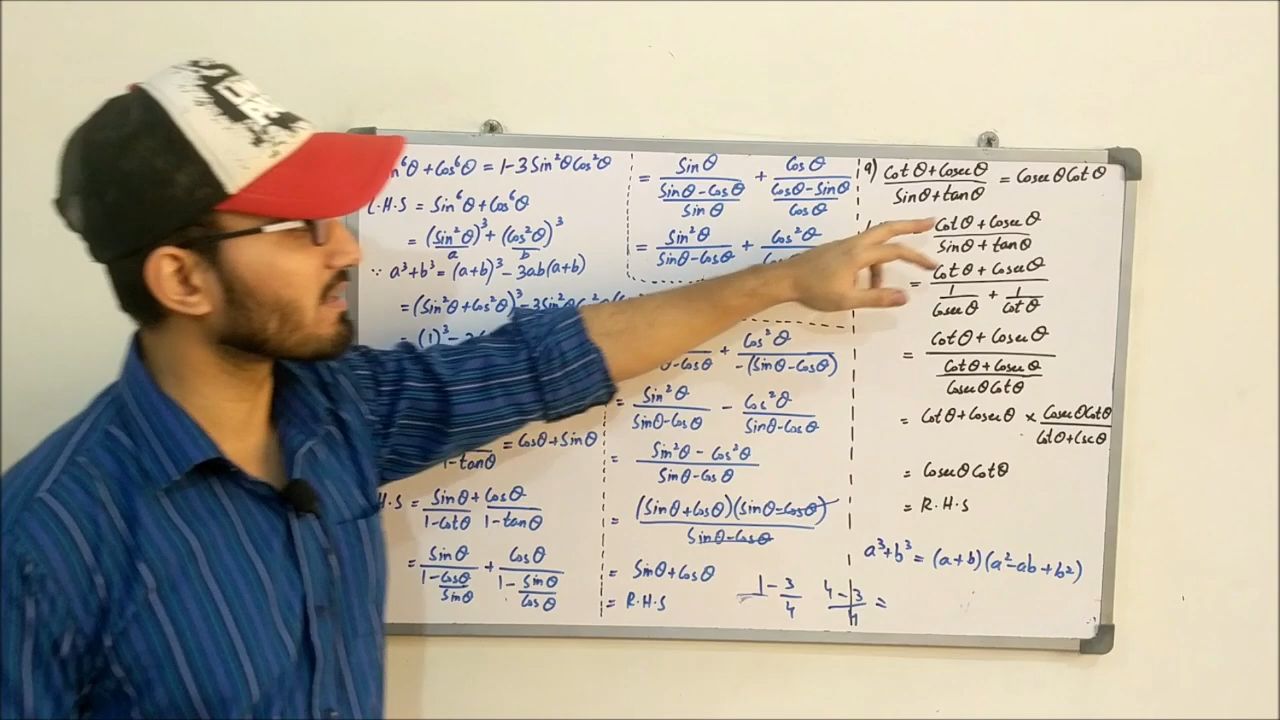 Cos⁶θ = 1-3Sin²θCos²θ
L.H.S = Sin⁶θ+Cos⁶θ
= (Sin²θ)³ + (Cos²θ)³
a b
∵ a³+b³ = (a+b)³ - 3ab(a+b)
= (Sin²θ+Cos²θ)³ - 3Sin²θ
= (1)³
1-tanθ = Cosθ+Sinθ
H.S = Sinθ/(1-Cotθ) + Cosθ/(1-tanθ)
= Sinθ/(1-Cosθ/Sinθ) + Cosθ/(1-Sinθ/Cosθ)
= Sinθ/((Sinθ-Cosθ)/Sinθ) + Cosθ/((Cosθ-Sinθ)/Cosθ)
= Sin²θ/(Sinθ-Cosθ) + Cos²θ
+ Cos²θ/-(Sinθ-Cosθ)
= Sin²θ/(Sinθ-Cosθ) - Cos²θ/(Sinθ-Cosθ)
= (Sin²θ - Cos²θ)/(Sinθ-Cosθ)
= (Sinθ+Cosθ)(Sinθ-Cosθ)/(Sinθ-Cosθ)
= Sinθ+Cosθ
= R.H.S
1 - 3/4 (4-3)/4 =
9) (Cotθ+Cosecθ)/(Sinθ+tanθ) = CosecθCotθ
(Cotθ+Cosecθ)/(Sinθ+tanθ)
= (Cotθ+Cosecθ)/(1/Cosecθ + 1/Cotθ)
= (Cotθ+Cosecθ)/((Cotθ+Cosecθ)/(CosecθCotθ))
= Cotθ+Cosecθ × CosecθCotθ/(Cotθ+Cscθ)
= CosecθCotθ
= R.H.S
a³+b³ = (a+b)(a²-ab+b²)